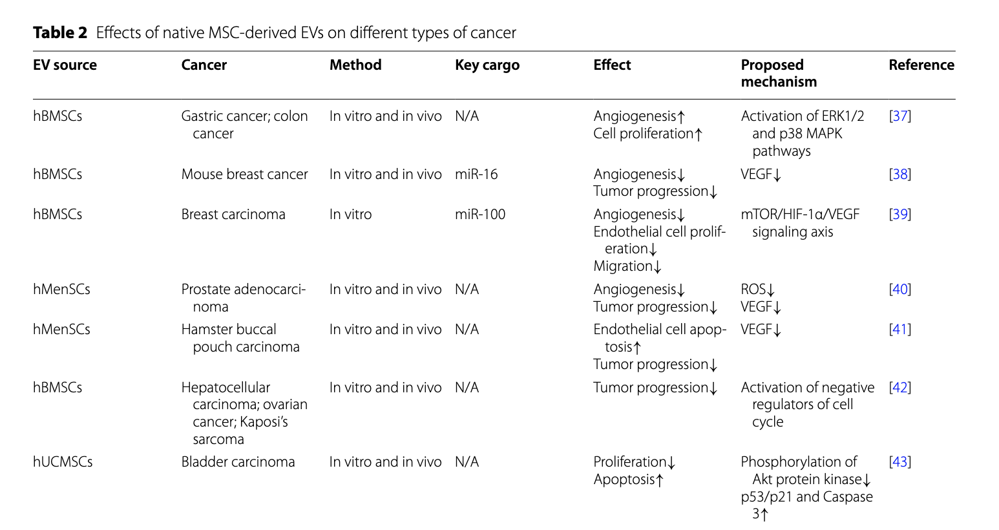 Table 2 Effects of native MSC-derived EVs on different types of cancer
EV source Cancer Method Key cargo Effect Proposed mechanism Reference
hBMSCs Gastric cancer; colon cancer In vitro and in vivo N/A Angiogenesis↑ Cell proliferation↑ Activation of ERK1/2 and p38 MAPK pathways [37]
hBMSCs Mouse breast cancer In vitro and in vivo miR-16 Angiogenesis↓ Tumor progression↓ VEGF↓ [38]
hBMSCs Breast carcinoma In vitro miR-100 Angiogenesis↓ Endothelial cell prolif-eration↓ Migration↓ mTOR/HIF-1α/VEGF signaling axis [39]
hMenSCs Prostate adenocarci-noma In vitro and in vivo N/A Angiogenesis↓ Tumor progression↓ ROS↓ VEGF↓ [40]
hMenSCs Hamster buccal pouch carcinoma In vitro and in vivo N/A Endothelial cell apop-tosis↑ Tumor progression↓ VEGF↓ [41]
hBMSCs Hepatocellular carcinoma; ovarian cancer; Kaposi's sarcoma In vitro and in vivo N/A Tumor progression↓ Activation of negative regulators of cell cycle [42]
hUCMSCs Bladder carcinoma In vitro and in vivo N/A Proliferation↓ Apoptosis↑ Phosphorylation of Akt protein kinase↓ p53/p21 and Caspase 3↑ [43]